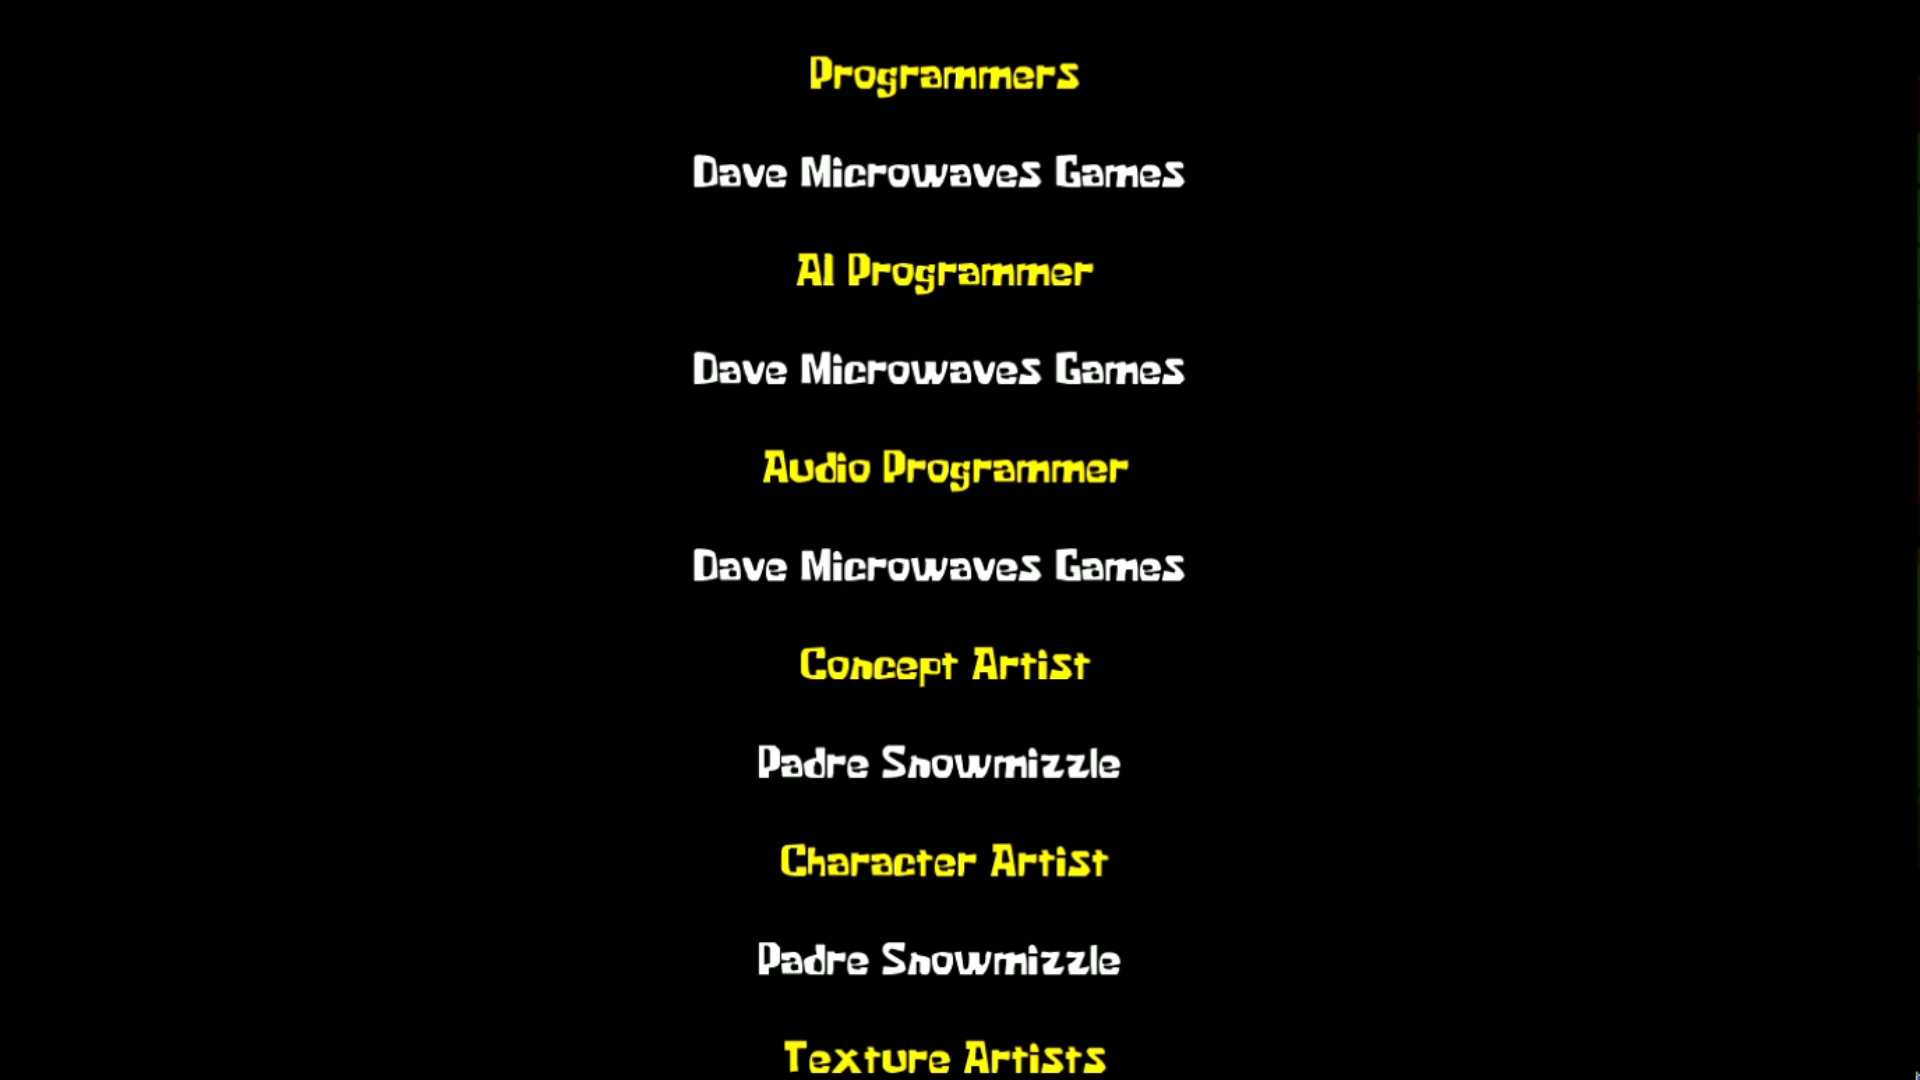 Programmers
Dave Microwaves Games
AI Programmer
Dave Microwaves Games
Audio Programmer
Dave Microwaves Games
Concept Artist
Padre Snowmizzle
Character Artist
Padre Snowmizzle
Texture Artists